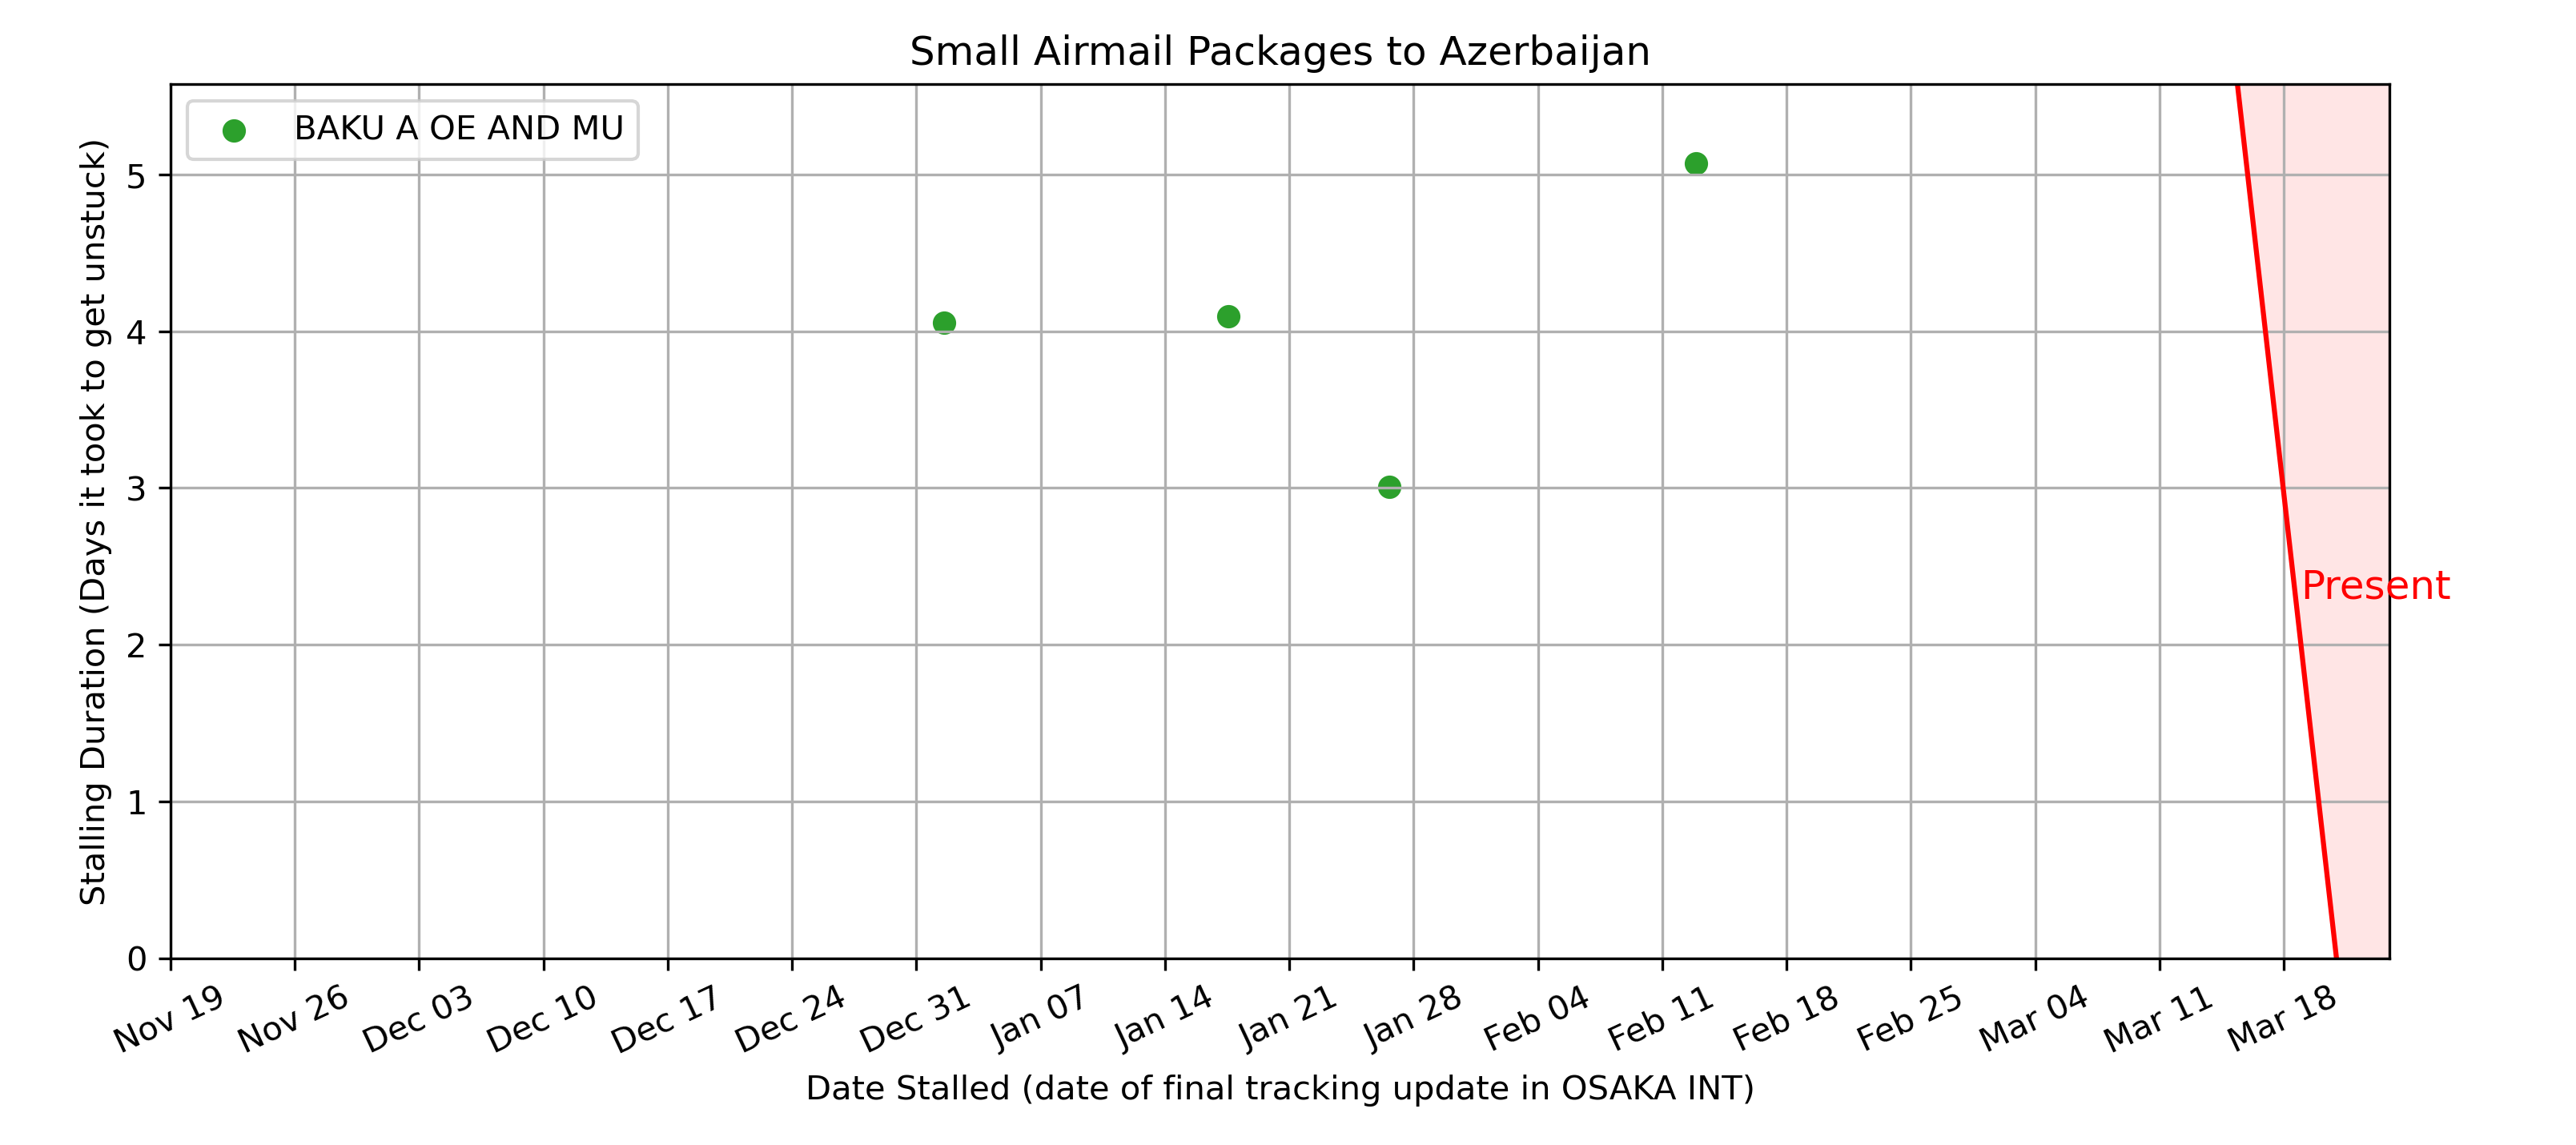 Small Airmail Packages to Azerbaijan
BAKU A OE AND MU
Stalling Duration (Days it took to get unstuck)
5
4
3
2
1
0
Present
Nov 19
Nov 26
Dec 03
Dec 10
Dec 17
Dec 24
Dec 31
Jan 07
Jan 14
Jan 21
Jan 28
Feb 04
Feb 11
Feb 18
Feb 25
Mar 04
Mar 11
Mar 18
Date Stalled (date of final tracking update in OSAKA INT)